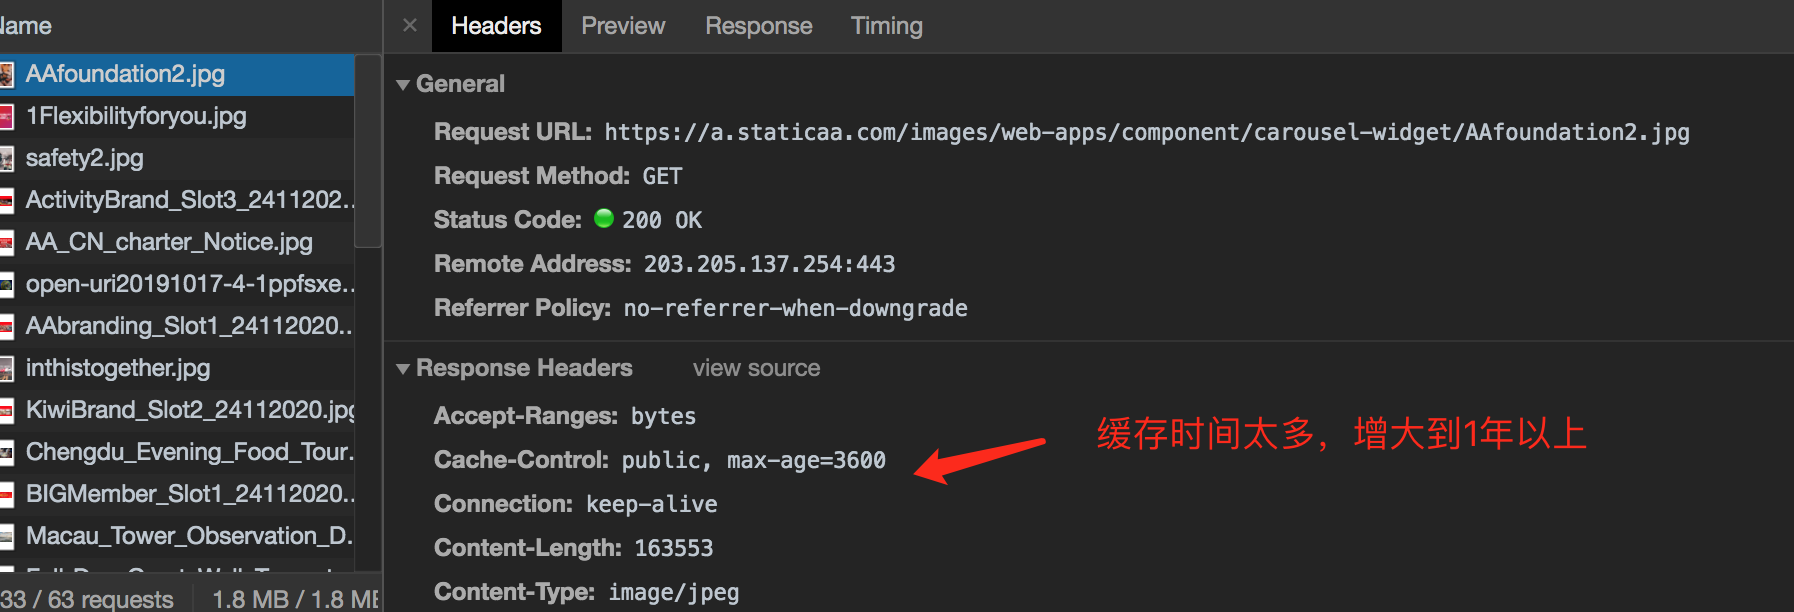 Name
Headers Preview Response Timing
AAfoundation2.jpg
1Flexibilityforyou.jpg
safety2.jpg
ActivityBrand_Slot3_2411202…
AA_CN_charter_Notice.jpg
open-uri20191017-4-1ppfsxe…
AAbranding_Slot1_24112020…
inthistogether.jpg
KiwiBrand_Slot2_24112020.jpg
Chengdu_Evening_Food_Tour…
BIGMember_Slot1_24112020…
Macau_Tower_Observation_D…
33 / 63 requests 1.8 MB / 1.8 MB
General
Request URL: https://a.staticaa.com/images/web-apps/component/carousel-widget/AAfoundation2.jpg
Request Method: GET
Status Code: 200 OK
Remote Address: 203.205.137.254:443
Referrer Policy: no-referrer-when-downgrade
Response Headers view source
Accept-Ranges: bytes
Cache-Control: public, max-age=3600
Connection: keep-alive
Content-Length: 163553
Content-Type: image/jpeg
缓存时间太多，增大到1年以上